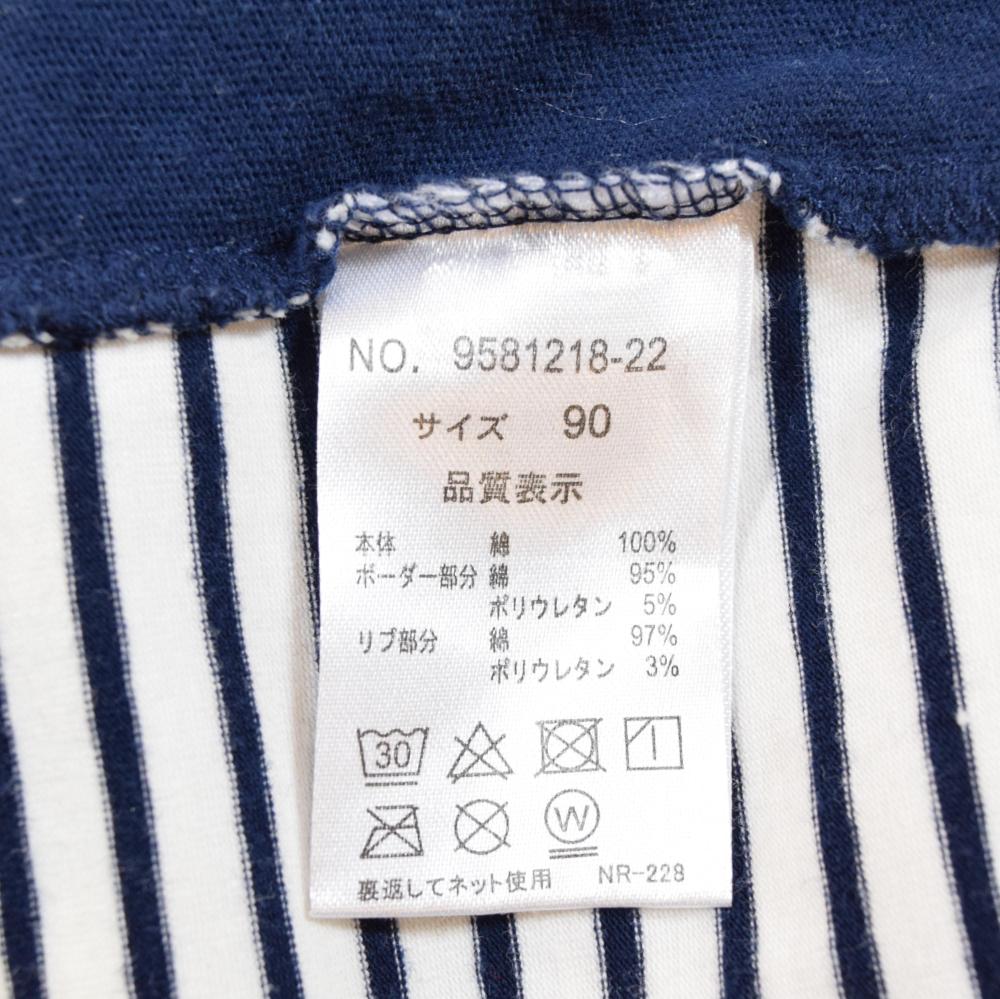 NO. 9581218-22
サイズ 90
品質表示
本体 綿 100%
ボーダー部分 綿 95%
ポリウレタン 5%
リブ部分 綿 97%
ポリウレタン 3%
30
W
裏返してネット使用 NR-228